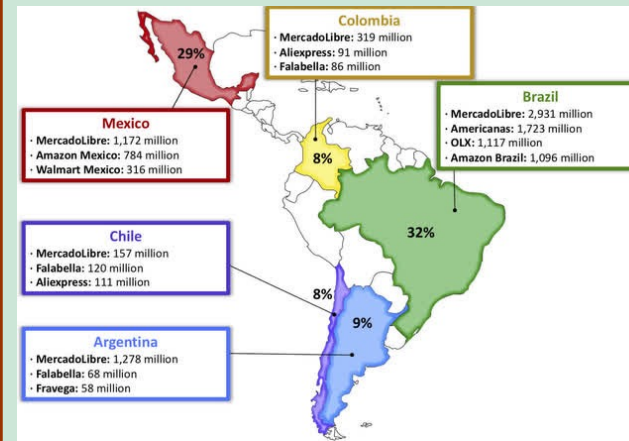 Colombia
· MercadoLibre: 319 million
· Aliexpress: 91 million
· Falabella: 86 million
29%
Mexico
· MercadoLibre: 1,172 million
· Amazon Mexico: 784 million
· Walmart Mexico: 316 million
Brazil
· MercadoLibre: 2,931 million
· Americanas: 1,723 million
· OLX: 1,117 million
· Amazon Brazil: 1,096 million
8%
32%
Chile
· MercadoLibre: 157 million
· Falabella: 120 million
· Aliexpress: 111 million
8%
9%
Argentina
· MercadoLibre: 1,278 million
· Falabella: 68 million
· Fravega: 58 million